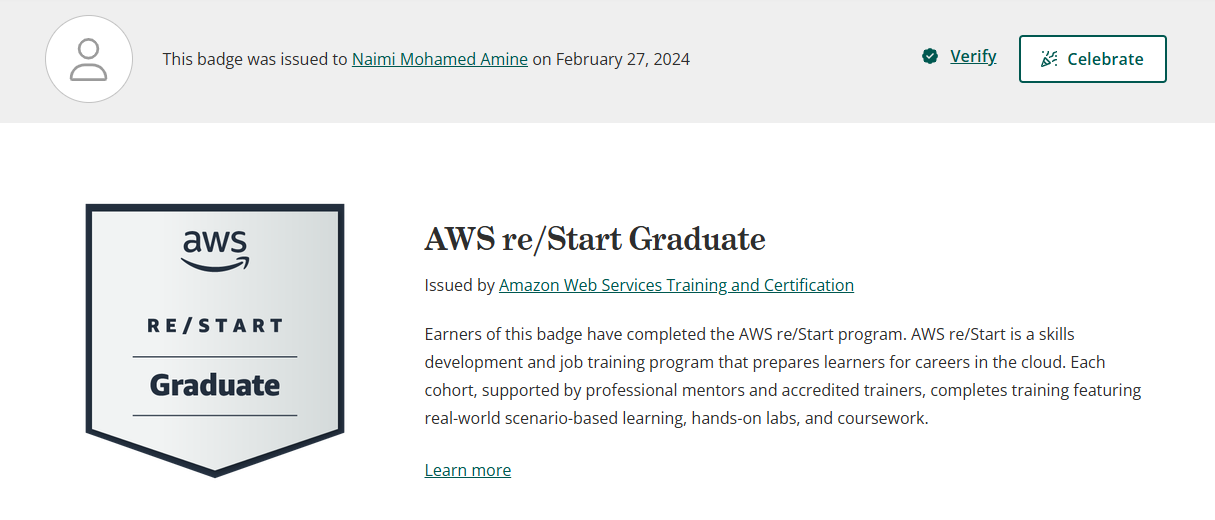 This badge was issued to Naimi Mohamed Amine on February 27, 2024
Verify
Celebrate
aws
RE/START
Graduate
AWS re/Start Graduate
Issued by Amazon Web Services Training and Certification
Earners of this badge have completed the AWS re/Start program. AWS re/Start is a skills
development and job training program that prepares learners for careers in the cloud. Each
cohort, supported by professional mentors and accredited trainers, completes training featuring
real-world scenario-based learning, hands-on labs, and coursework.
Learn more